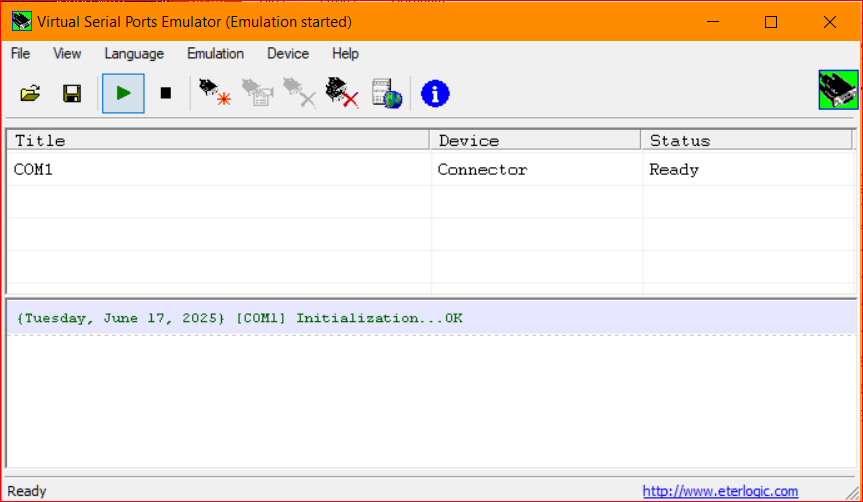 Virtual Serial Ports Emulator (Emulation started)
File View Language Emulation Device Help
Title Device Status
COM1 Connector Ready
{Tuesday, June 17, 2025} [COM1] Initialization...OK
Ready http://www.eterlogic.com